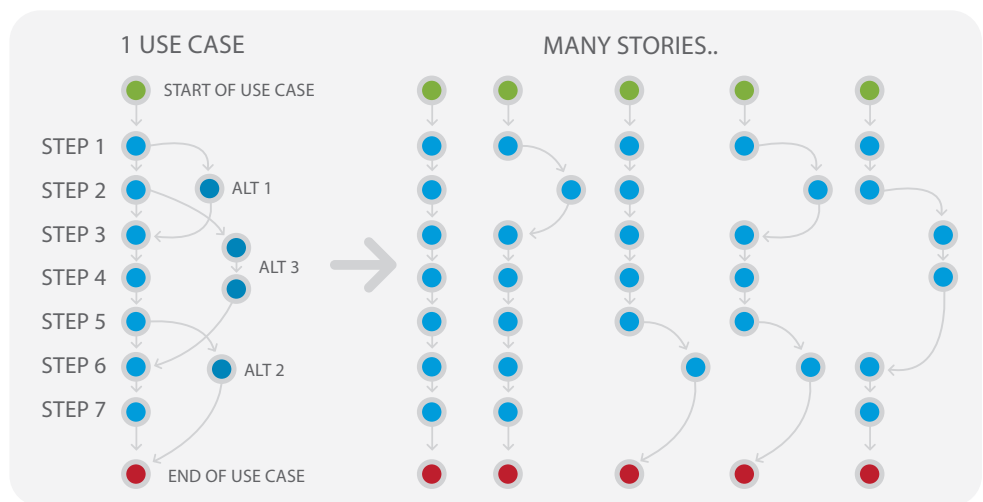 1 USE CASE
MANY STORIES..
START OF USE CASE
STEP 1
STEP 2
ALT 1
STEP 3
ALT 3
STEP 4
STEP 5
STEP 6
ALT 2
STEP 7
END OF USE CASE